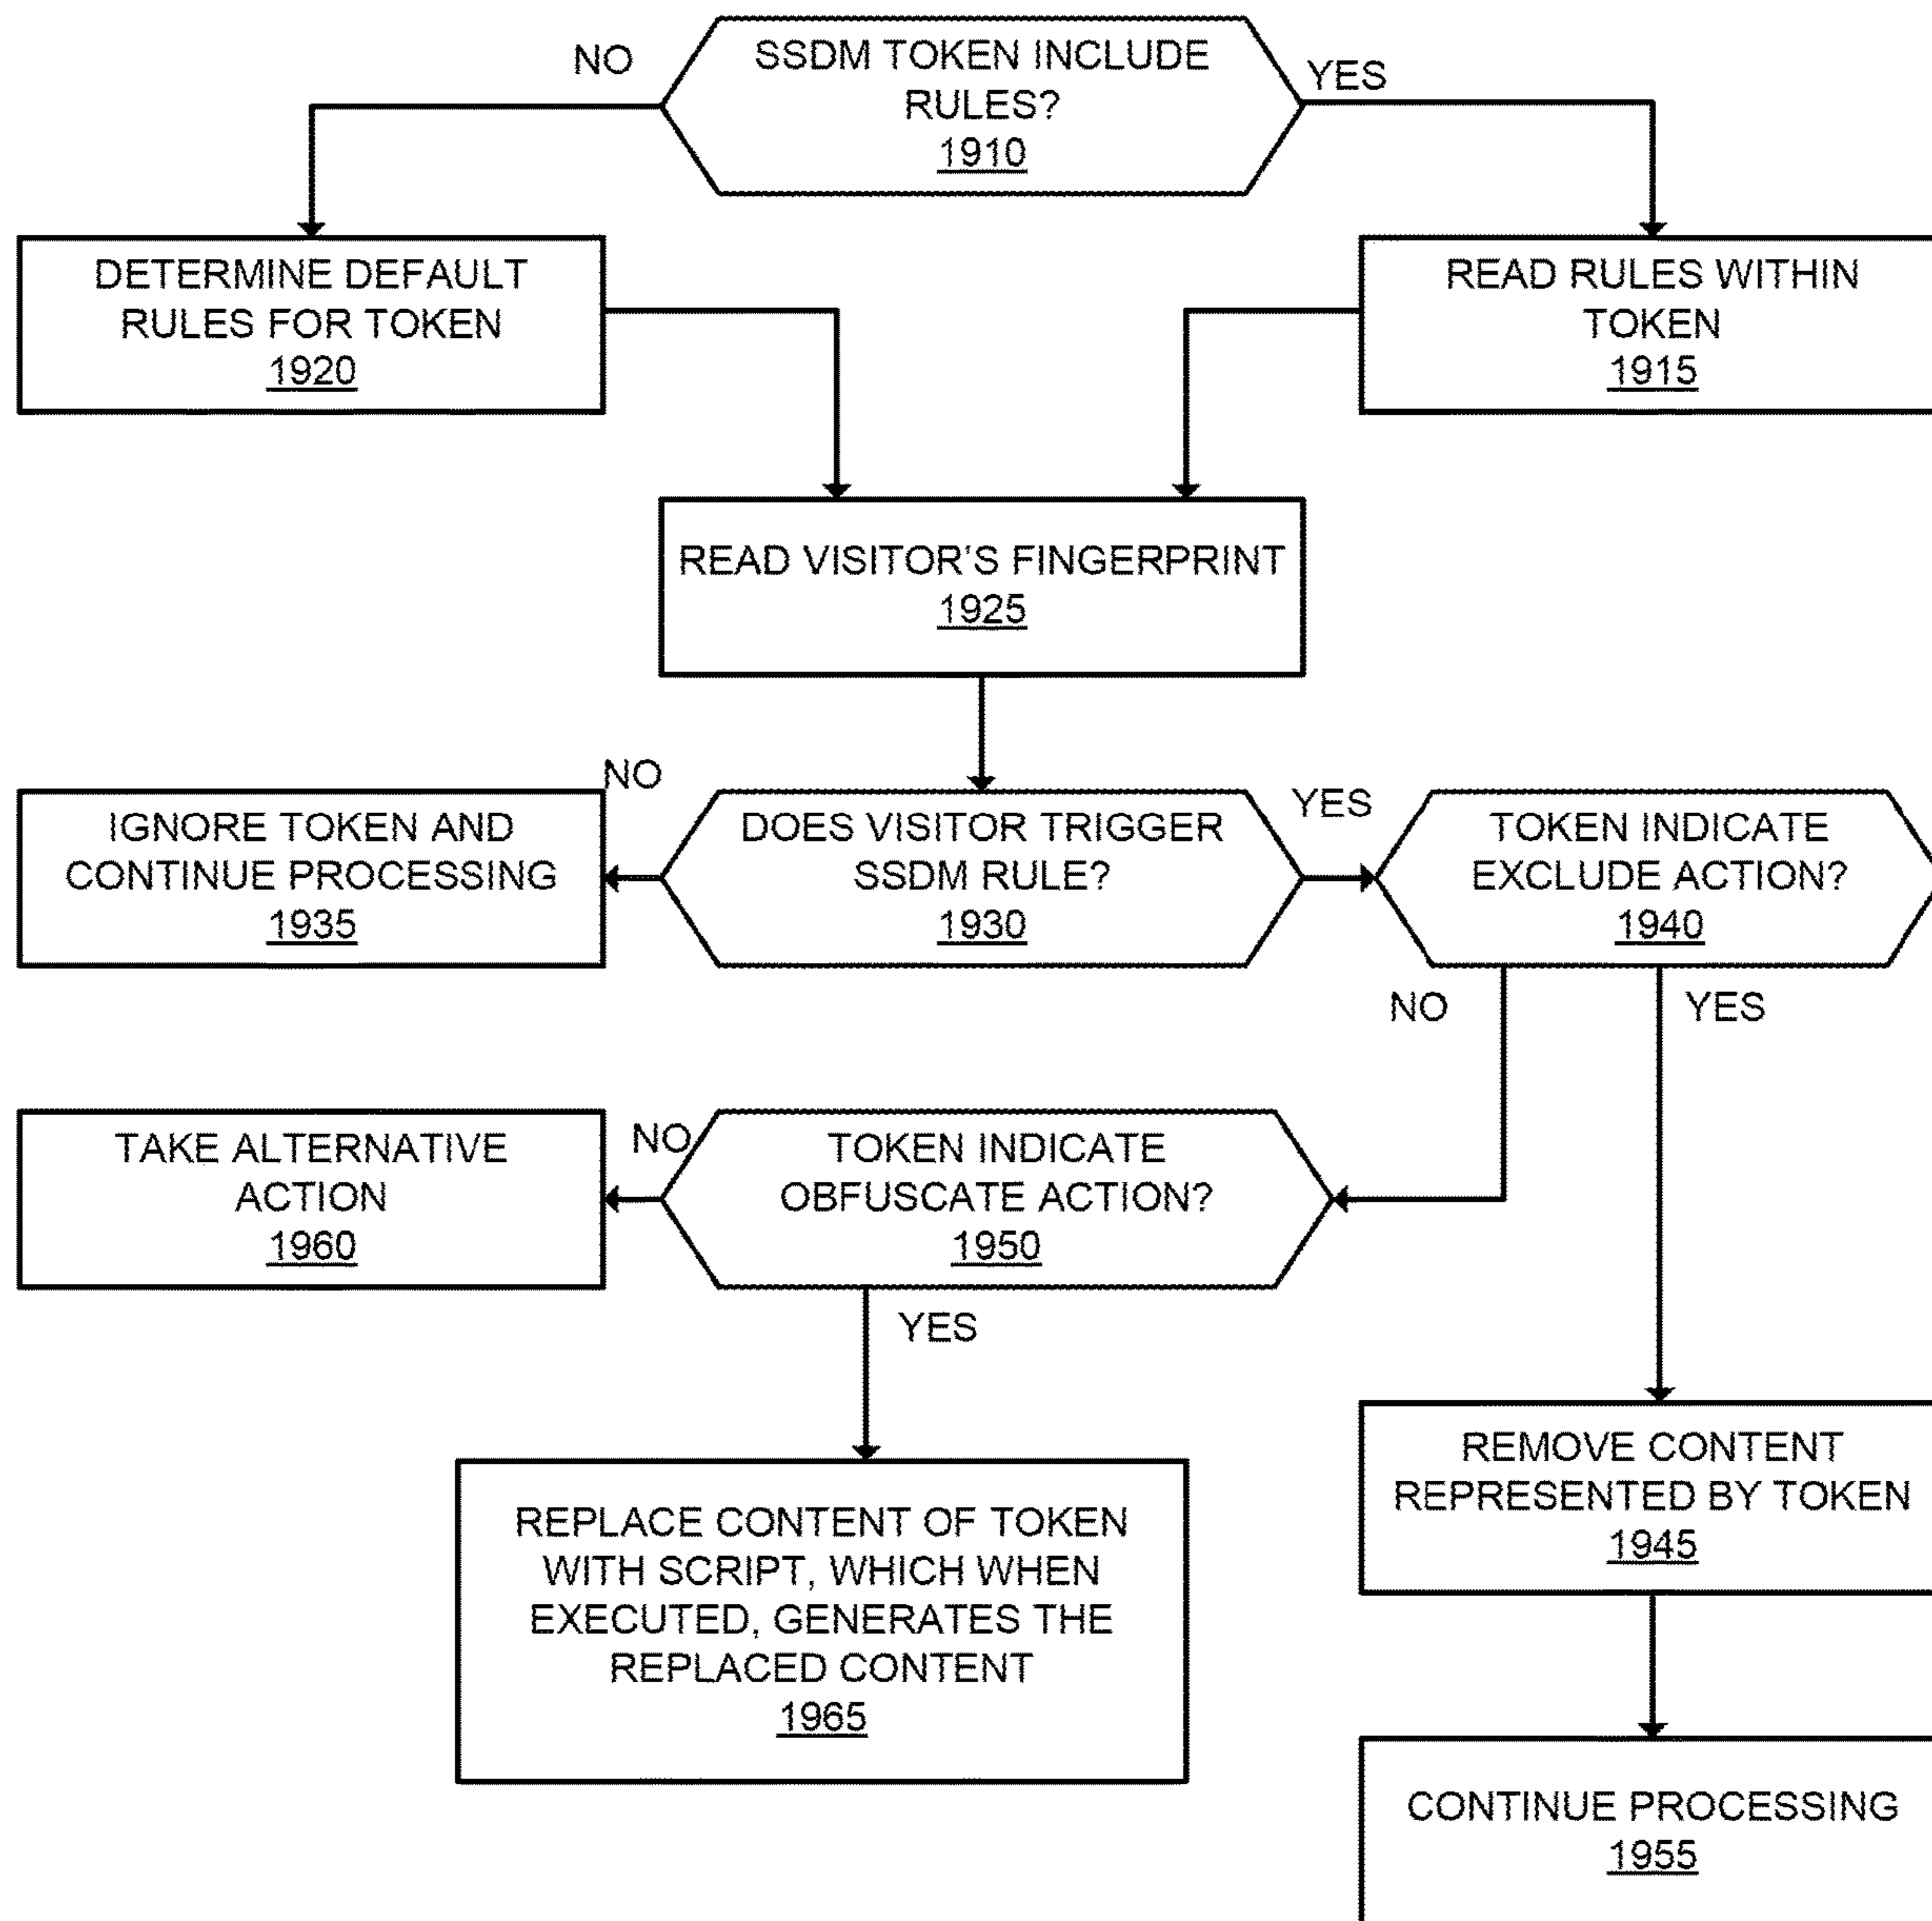 NO
SSDM TOKEN INCLUDE
RULES?
1910
YES
DETERMINE DEFAULT
RULES FOR TOKEN
1920
READ RULES WITHIN
TOKEN
1915
READ VISITOR'S FINGERPRINT
1925
NO
IGNORE TOKEN AND
CONTINUE PROCESSING
1935
DOES VISITOR TRIGGER
SSDM RULE?
1930
YES
TOKEN INDICATE
EXCLUDE ACTION?
1940
NO
YES
TAKE ALTERNATIVE
ACTION
1960
NO
TOKEN INDICATE
OBFUSCATE ACTION?
1950
YES
REPLACE CONTENT OF TOKEN
WITH SCRIPT, WHICH WHEN
EXECUTED, GENERATES THE
REPLACED CONTENT
1965
REMOVE CONTENT
REPRESENTED BY TOKEN
1945
CONTINUE PROCESSING
1955